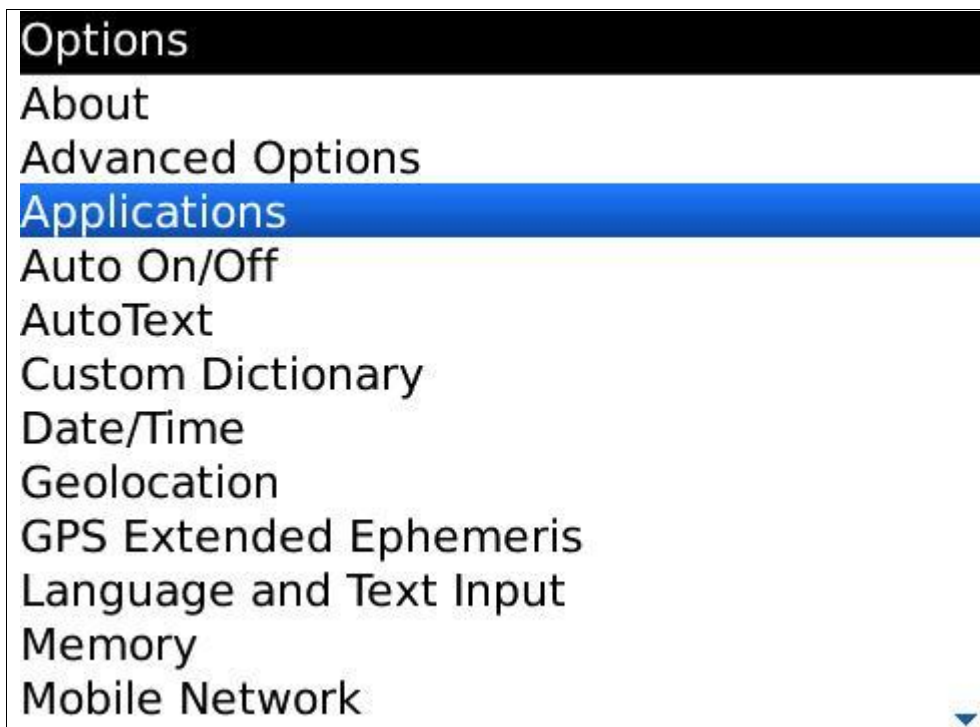 Options
About
Advanced Options
Applications
Auto On/Off
AutoText
Custom Dictionary
Date/Time
Geolocation
GPS Extended Ephemeris
Language and Text Input
Memory
Mobile Network